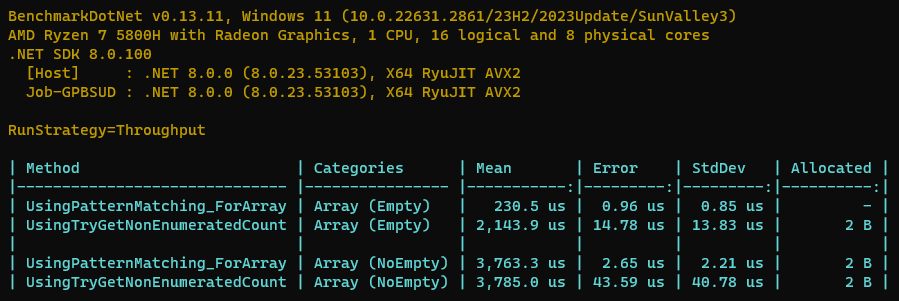 BenchmarkDotNet v0.13.11, Windows 11 (10.0.22631.2861/23H2/2023Update/SunValley3)
AMD Ryzen 7 5800H with Radeon Graphics, 1 CPU, 16 logical and 8 physical cores
.NET SDK 8.0.100
  [Host]     : .NET 8.0.0 (8.0.23.53103), X64 RyuJIT AVX2
  Job-GPBSUD : .NET 8.0.0 (8.0.23.53103), X64 RyuJIT AVX2

RunStrategy=Throughput

| Method                        | Categories      | Mean       | Error    | StdDev   | Allocated |
|------------------------------ |---------------- |-----------:|---------:|---------:|----------:|
| UsingPatternMatching_ForArray | Array (Empty)   |   230.5 us |  0.96 us |  0.85 us |         - |
| UsingTryGetNonEnumeratedCount | Array (Empty)   | 2,143.9 us | 14.78 us | 13.83 us |       2 B |
|                               |                 |            |          |          |           |
| UsingPatternMatching_ForArray | Array (NoEmpty) | 3,763.3 us |  2.65 us |  2.21 us |       2 B |
| UsingTryGetNonEnumeratedCount | Array (NoEmpty) | 3,785.0 us | 43.59 us | 40.78 us |       2 B |